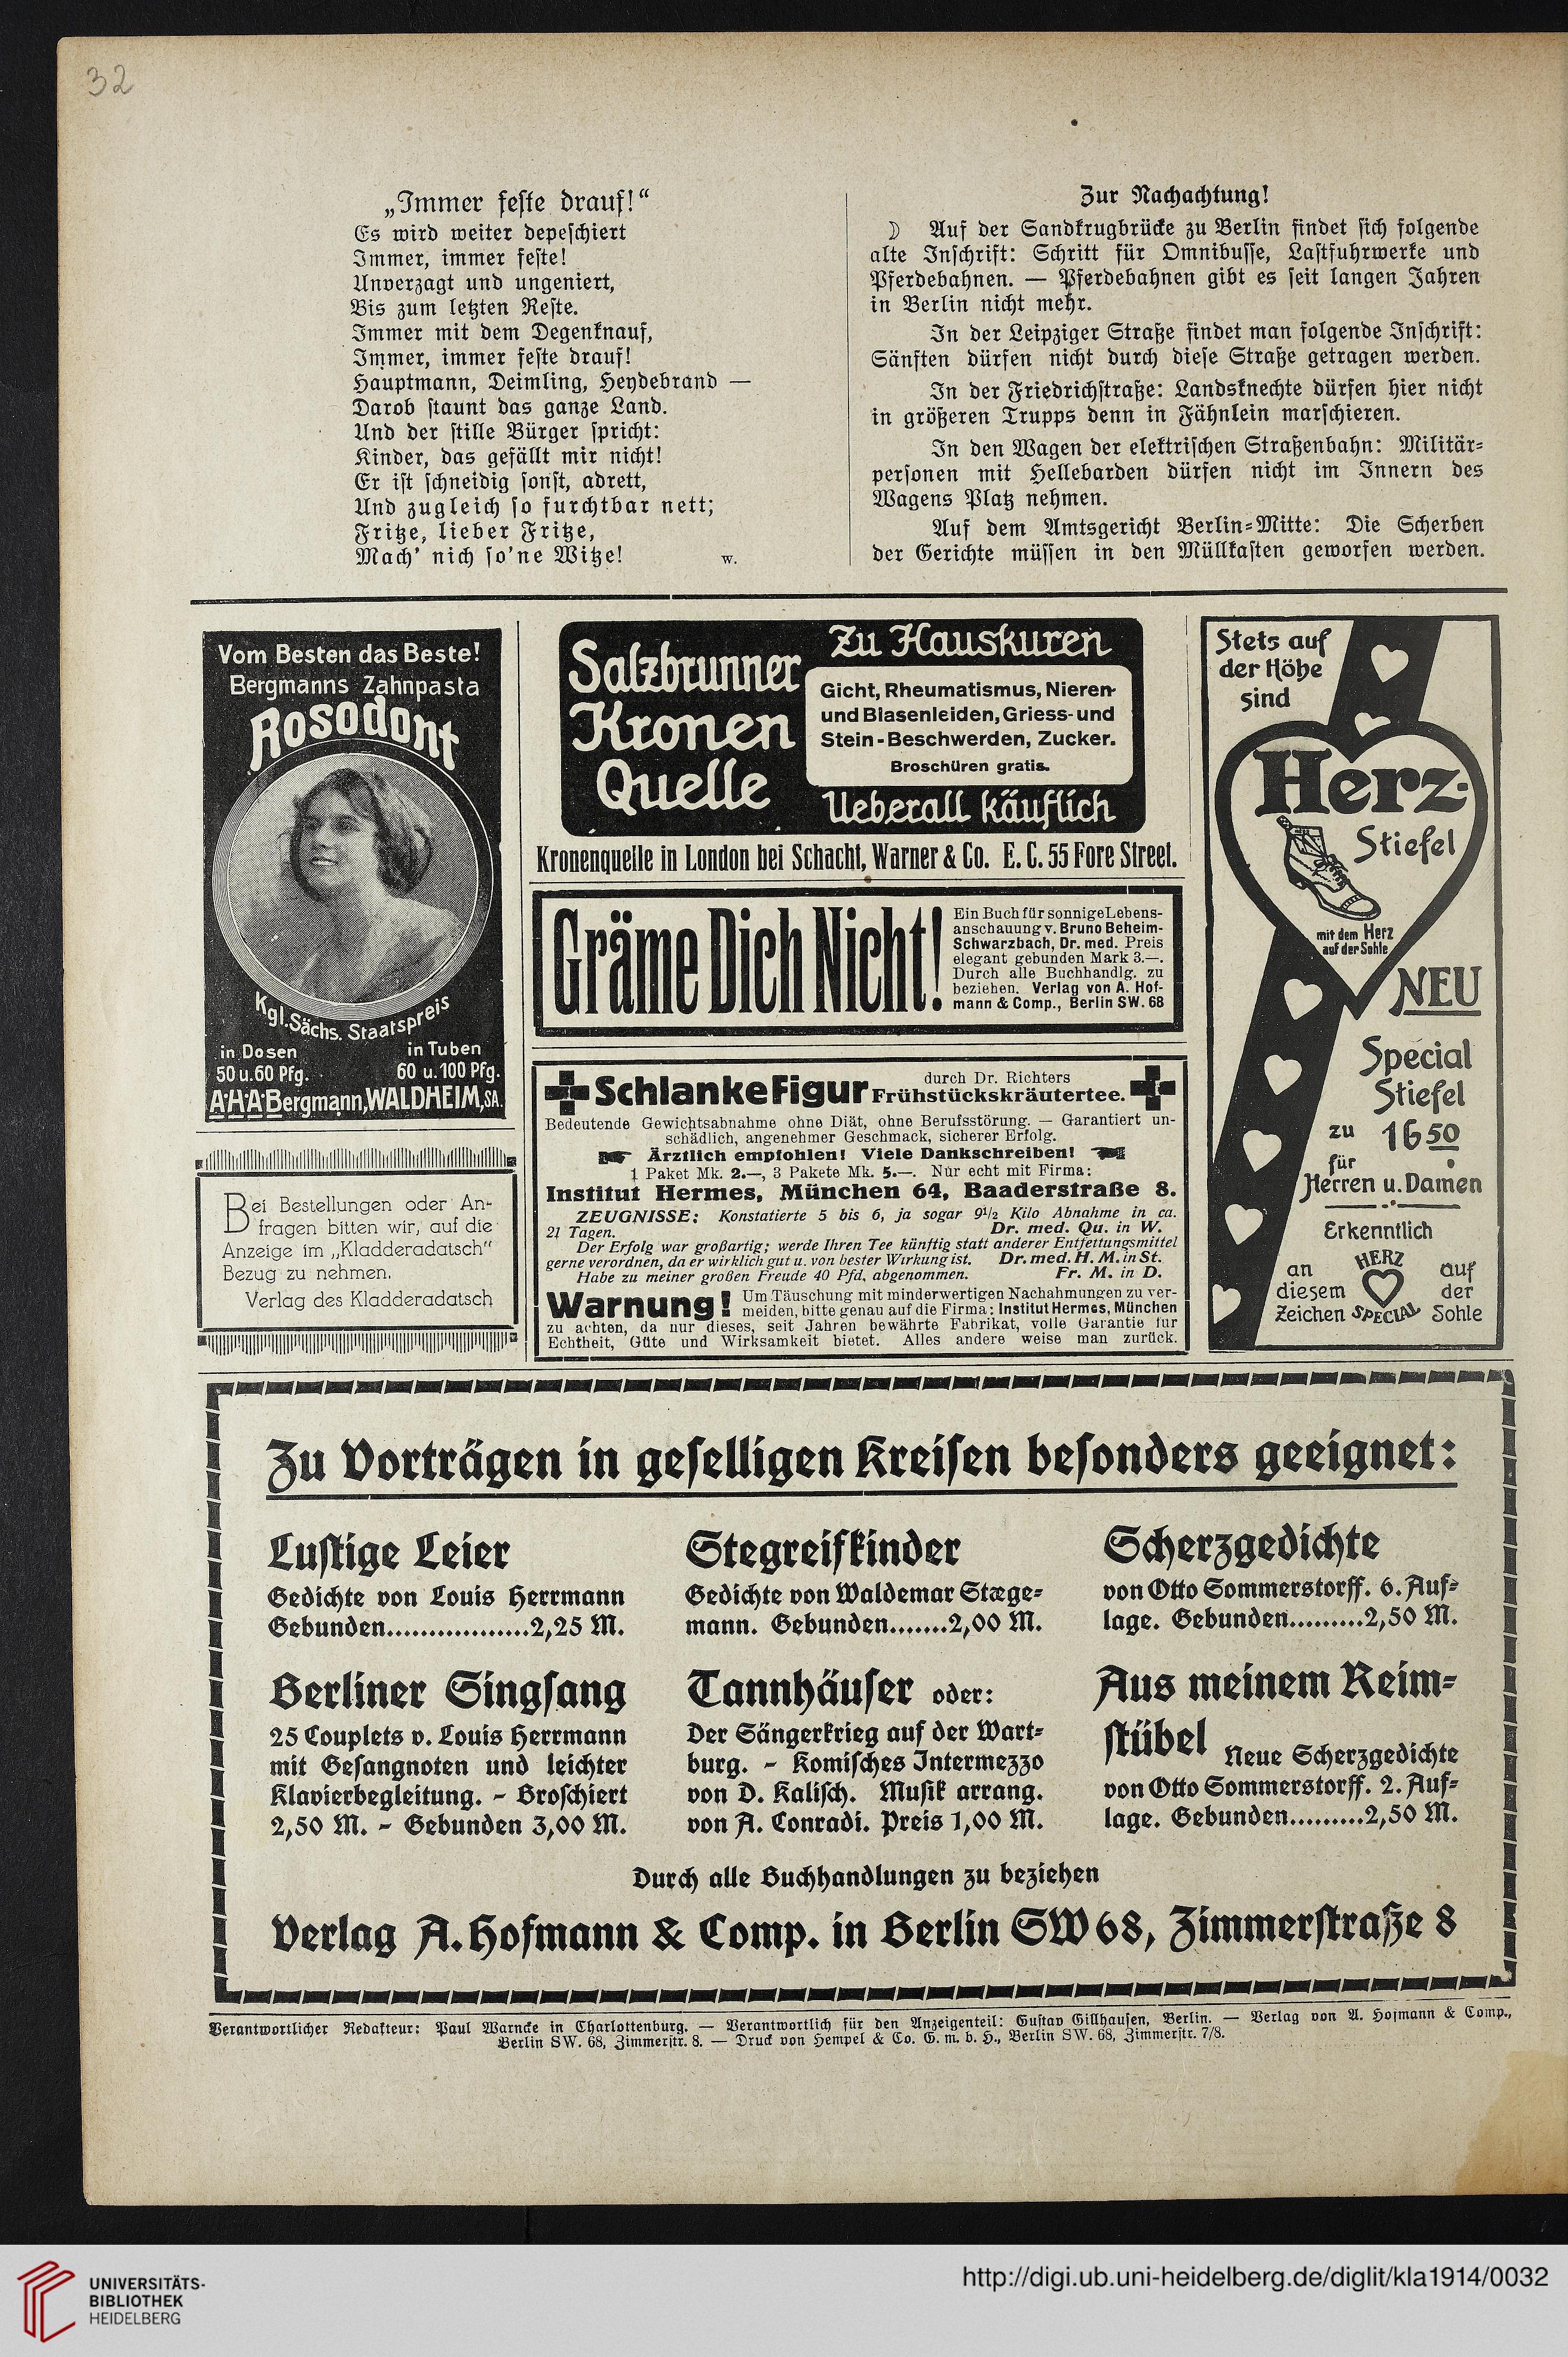 32
„Immer feste drauf!“
Es wird weiter depeschiert
Immer, immer feste!
Unverzagt und ungeniert,
Bis zum letzten Reste.
Immer mit dem Degenknauf,
Immer, immer feste drauf!
Hauptmann, Deimling, Heydebrand —
Darob staunt das ganze Land.
Und der stille Bürger spricht:
Kinder, das gefällt mir nicht!
Er ist schneidig sonst, adrett,
Und zugleich so furchtbar nett;
Fritze, lieber Fritze,
Mach' nich so'ne Witze! w.
Zur Nachachtung!
☽ Auf der Sandkrugbrücke zu Berlin findet sich folgende
alte Inschrift: Schritt für Omnibusse, Lastfuhrwerke und
Pferdebahnen. — Pferdebahnen gibt es seit langen Jahren
in Berlin nicht mehr.
In der Leipziger Straße findet man folgende Inschrift:
Sänften dürfen nicht durch diese Straße getragen werden.
In der Friedrichstraße: Landsknechte dürfen hier nicht
in größeren Trupps denn in Fähnlein marschieren.
In den Wagen der elektrischen Straßenbahn: Militär-
personen mit Hellebarden dürfen nicht im Innern des
Wagens Platz nehmen.
Auf dem Amtsgericht Berlin-Mitte: Die Scherben
der Gerichte müssen in den Müllkasten geworfen werden.
Vom Besten das Beste!
Bergmanns Zahnpasta
Rosodont
Kgl. Sächs. Staatspreis
in Dosen in Tuben
50 u. 60 Pfg. 60 u. 100 Pfg.
A·H·A·Bergmann, WALDHEIM, SA.
Bei Bestellungen oder An-
fragen bitten wir, auf die
Anzeige im „Kladderadatsch“
Bezug zu nehmen.
Verlag des Kladderadatsch
Salzbrunner
Kronen
Quelle
Zu Hauskuren
Gicht, Rheumatismus, Nieren-
und Blasenleiden, Griess- und
Stein-Beschwerden, Zucker.
Broschüren gratis.
Ueberall käuflich
Kronenquelle in London bei Schacht, Warner & Co. E. C. 55 Fore Street.
Gräme Dich Nicht!
Ein Buch für sonnige Lebens-
anschauung v. Bruno Beheim-
Schwarzbach, Dr. med. Preis
elegant gebunden Mark 3.—.
Durch alle Buchhandlg. zu
beziehen. Verlag von A. Hof-
mann & Comp., Berlin SW. 68
Schlanke Figur durch Dr. Richters
Frühstückskräutertee.
Bedeutende Gewichtsabnahme ohne Diät, ohne Berufsstörung. — Garantiert un-
schädlich, angenehmer Geschmack, sicherer Erfolg.
☛ Ärztlich empfohlen! Viele Dankschreiben! ☚
1 Paket Mk. 2.—, 3 Pakete Mk. 5.—. Nur echt mit Firma:
Institut Hermes, München 64, Baaderstraße 8.
ZEUGNISSE: Konstatierte 5 bis 6, ja sogar 9½ Kilo Abnahme in ca.
21 Tagen. Dr. med. Qu. in W.
Der Erfolg war großartig; werde Ihren Tee künftig statt anderer Entfettungsmittel
gerne verordnen, da er wirklich gut u. von bester Wirkung ist. Dr. med. H. M. in St.
Habe zu meiner großen Freude 40 Pfd. abgenommen. Fr. M. in D.
Warnung! Um Täuschung mit minderwertigen Nachahmungen zu ver-
meiden, bitte genau auf die Firma: Institut Hermes, München
zu achten, da nur dieses, seit Jahren bewährte Fabrikat, volle Garantie für
Echtheit, Güte und Wirksamkeit bietet. Alles andere weise man zurück.
Stets auf
der Höhe
sind
Herz-
Stiefel
mit dem Herz
auf der Sohle
NEU
Special
Stiefel
zu 16 50
für
Herren u. Damen
Erkenntlich
an HERZ auf
diesem der
Zeichen SPECIAL Sohle
Zu Vorträgen in geselligen Kreisen besonders geeignet:
Lustige Leier
Gedichte von Louis Herrmann
Gebunden.................2,25 M.
Stegreifkinder
Gedichte von Waldemar Stæge-
mann. Gebunden.......2,00 M.
Scherzgedichte
von Otto Sommerstorff. 6. Auf-
lage. Gebunden.........2,50 M.
Berliner Singsang
25 Couplets v. Louis Herrmann
mit Gesangnoten und leichter
Klavierbegleitung. - Broschiert
2,50 M. - Gebunden 3,00 M.
Tannhäuser oder:
Der Sängerkrieg auf der Wart-
burg. - Komisches Intermezzo
von D. Kalisch. Musik arrang.
von A. Conradi. Preis 1,00 M.
Aus meinem Reim-
stübel Neue Scherzgedichte
von Otto Sommerstorff. 2. Auf-
lage. Gebunden.........2,50 M.
Durch alle Buchhandlungen zu beziehen
Verlag A. Hofmann & Comp. in Berlin SW 68, Zimmerstraße 8
Verantwortlicher Redakteur: Paul Warncke in Charlottenburg. — Verantwortlich für den Anzeigenteil: Gustav Gillhausen, Berlin. — Verlag von A. Hofmann & Comp.,
Berlin SW. 68, Zimmerstr. 8. — Druck von Hempel & Co. G. m. b. H., Berlin SW. 68, Zimmerstr. 7/8.
UNIVERSITÄTS-
BIBLIOTHEK
HEIDELBERG
http://digi.ub.uni-heidelberg.de/diglit/kla1914/0032